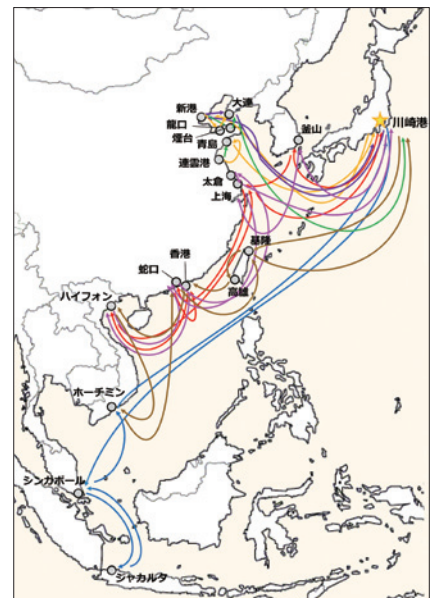 新港
大連
龍口
煙台
青島
連雲港
太倉
上海
釜山
川崎港
基隆
香港
蛇口
高雄
ハイフォン
ホーチミン
シンガポール
ジャカルタ